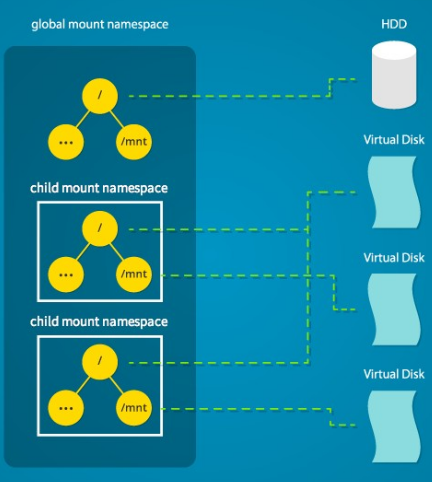 global mount namespace
HDD
/
...
/mnt
Virtual Disk
child mount namespace
/
...
/mnt
Virtual Disk
child mount namespace
/
...
/mnt
Virtual Disk